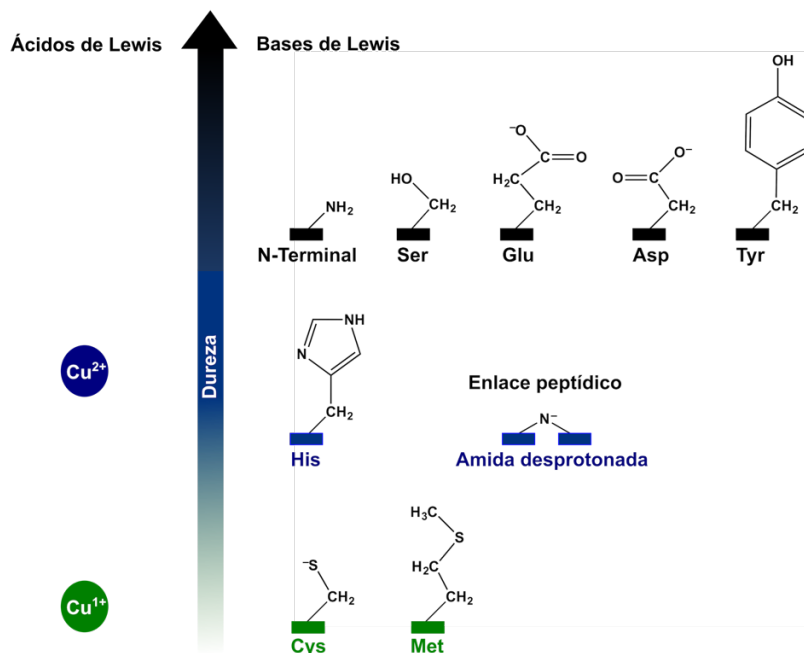 Ácidos de Lewis
Bases de Lewis
OH
⁻O
C
O
H₂C
CH₂
O
O⁻
C
CH₂
HO
CH₂
NH₂
CH₂
N-Terminal
Ser
Glu
Asp
Tyr
Dureza
Cu²⁺
NH
N
CH₂
His
Enlace peptídico
N⁻
Amida desprotonada
Cu¹⁺
⁻S
CH₂
Cys
H₃C
S
H₂C
CH₂
Met